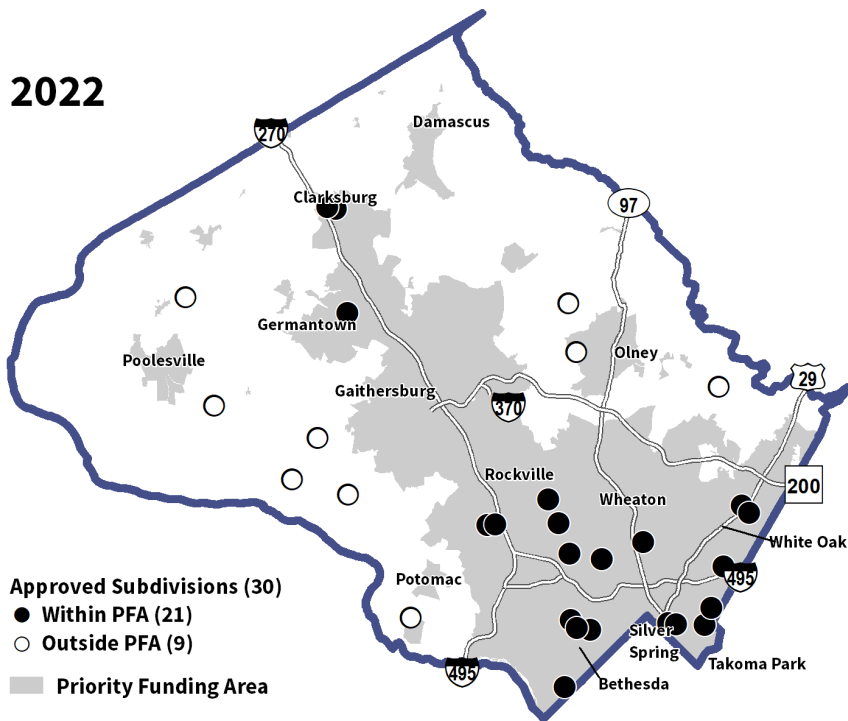 2022
270
Damascus
Clarksburg
97
Germantown
Olney
Poolesville
29
Gaithersburg
370
Rockville
Wheaton
200
White Oak
495
Potomac
Approved Subdivisions (30)
Within PFA (21)
Outside PFA (9)
Silver
Spring
Takoma Park
495
Bethesda
Priority Funding Area